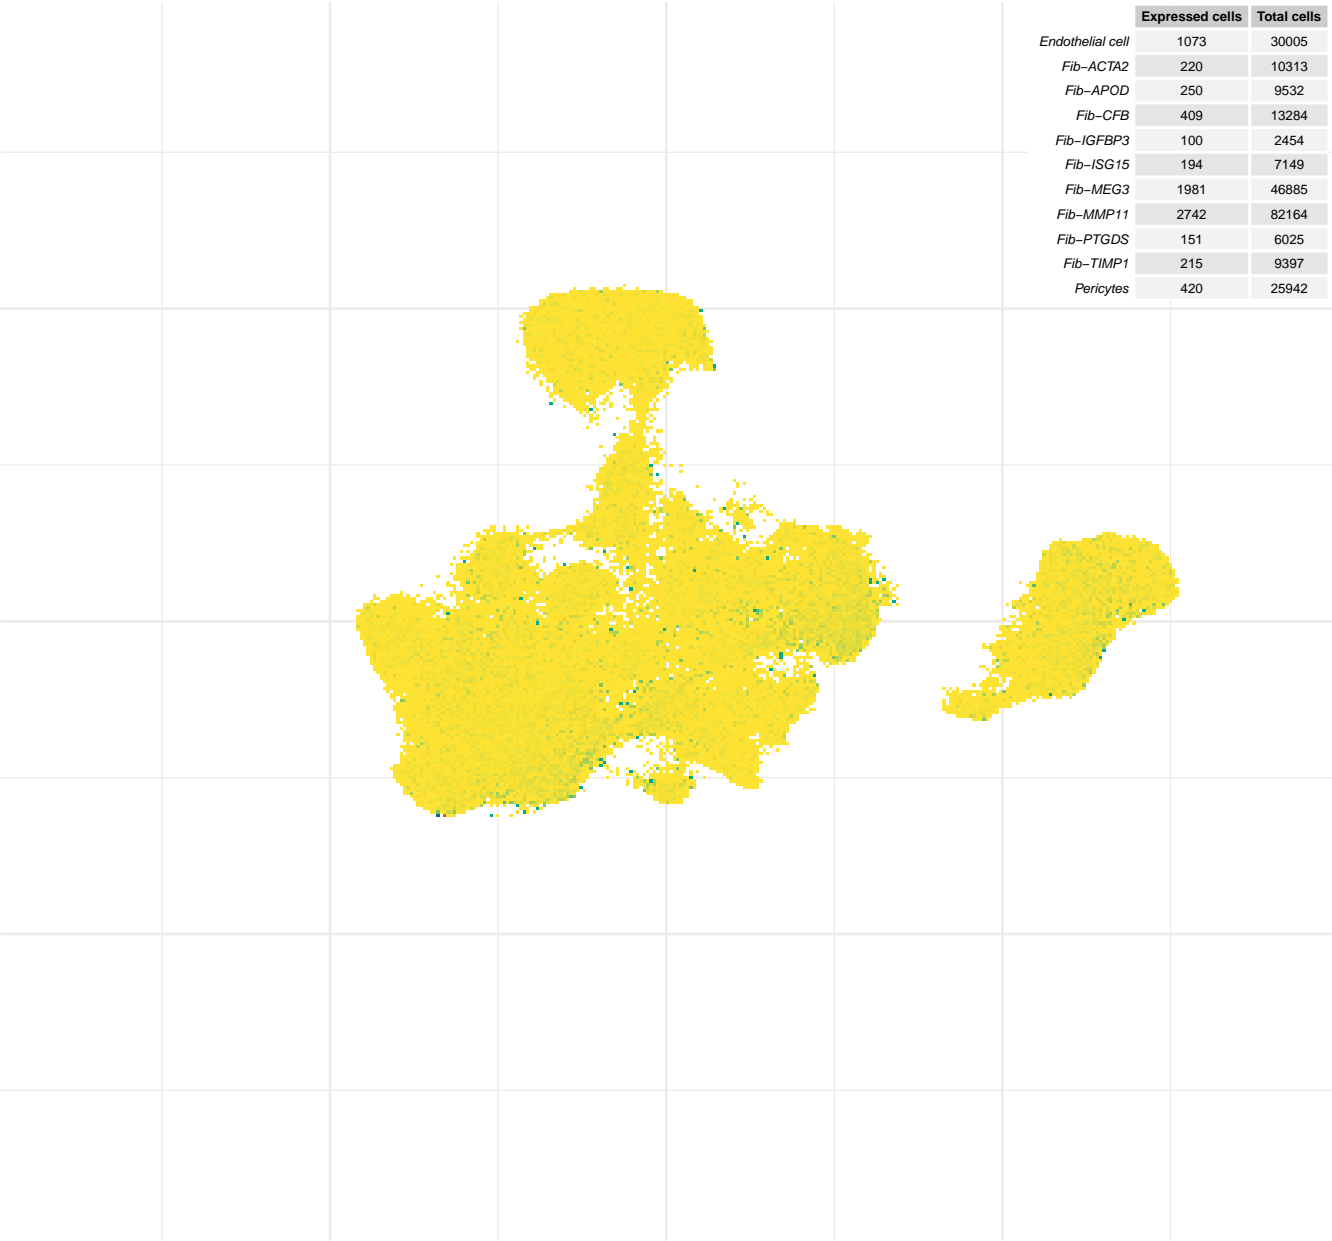 Expressed cells Total cells
Endothelial cell 1073 30005
Fib−ACTA2 220 10313
Fib−APOD 250 9532
Fib−CFB 409 13284
Fib−IGFBP3 100 2454
Fib−ISG15 194 7149
Fib−MEG3 1981 46885
Fib−MMP11 2742 82164
Fib−PTGDS 151 6025
Fib−TIMP1 215 9397
Pericytes 420 25942